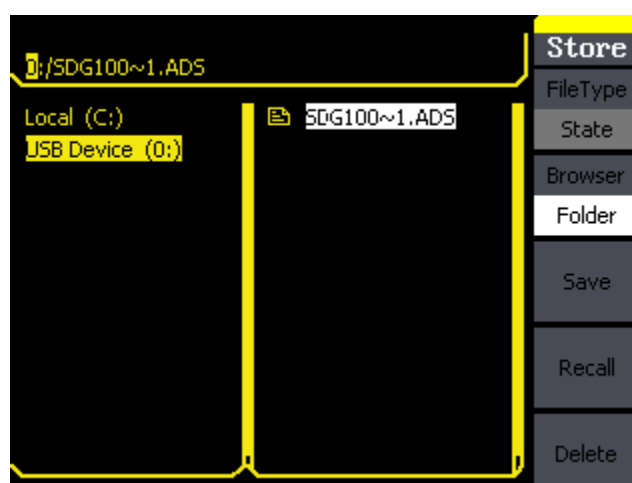 0:/SDG100~1.ADS
Local (C:)
USB Device (0:)
SDG100~1.ADS
Store
FileType
State
Browser
Folder
Save
Recall
Delete